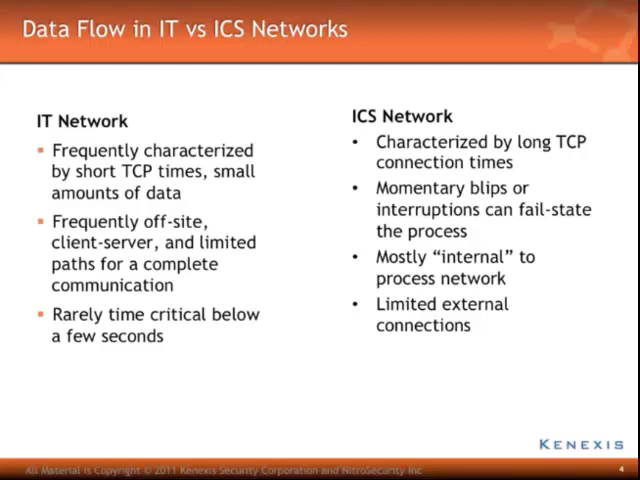 Data Flow in IT vs ICS Networks
IT Network
Frequently characterized
by short TCP times, small
amounts of data
Frequently off-site,
client-server, and limited
paths for a complete
communication
Rarely time critical below
a few seconds
ICS Network
Characterized by long TCP
connection times
Momentary blips or
interruptions can fail-state
the process
Mostly “internal” to
process network
Limited external
connections
KENEXIS
All Material is Copyright © 2011 Kenexis Security Corporation and NitroSecurity Inc
4